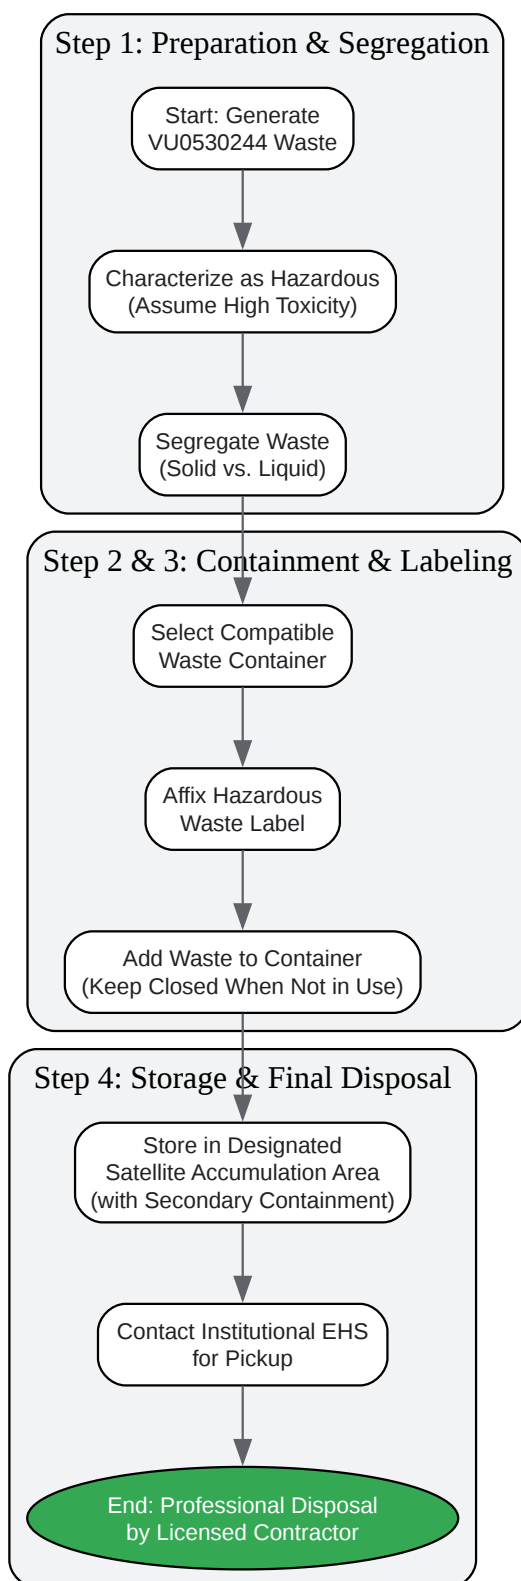 Step 1: Preparation & Segregation
Start: Generate
VU0530244 Waste
Characterize as Hazardous
(Assume High Toxicity)
Segregate Waste
(Solid vs. Liquid)
Step 2 & 3: Containment & Labeling
Select Compatible
Waste Container
Affix Hazardous
Waste Label
Add Waste to Container
(Keep Closed When Not in Use)
Step 4: Storage & Final Disposal
Store in Designated
Satellite Accumulation Area
(with Secondary Containment)
Contact Institutional EHS
for Pickup
End: Professional Disposal
by Licensed Contractor